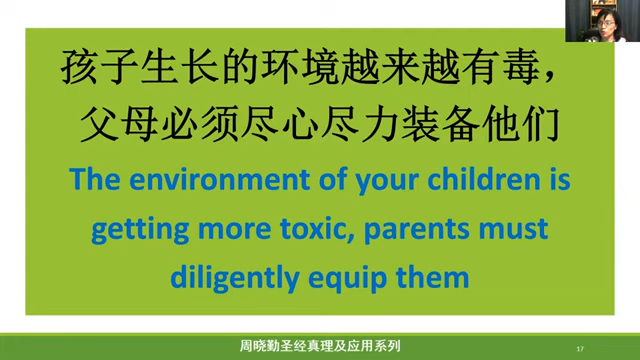 孩子生长的环境越来越有毒，
父母必须尽心尽力装备他们
The environment of your children is
getting more toxic, parents must
diligently equip them
周晓勤圣经真理及应用系列
17